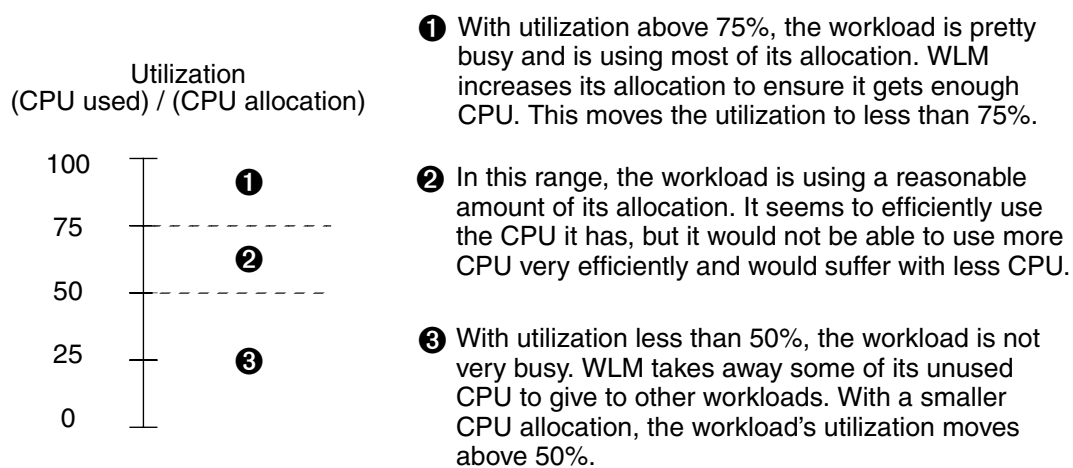 Utilization
(CPU used) / (CPU allocation)
100
75
50
25
0
❶
❷
❸
❶ With utilization above 75%, the workload is pretty
busy and is using most of its allocation. WLM
increases its allocation to ensure it gets enough
CPU. This moves the utilization to less than 75%.
❷ In this range, the workload is using a reasonable
amount of its allocation. It seems to efficiently use
the CPU it has, but it would not be able to use more
CPU very efficiently and would suffer with less CPU.
❸ With utilization less than 50%, the workload is not
very busy. WLM takes away some of its unused
CPU to give to other workloads. With a smaller
CPU allocation, the workload’s utilization moves
above 50%.